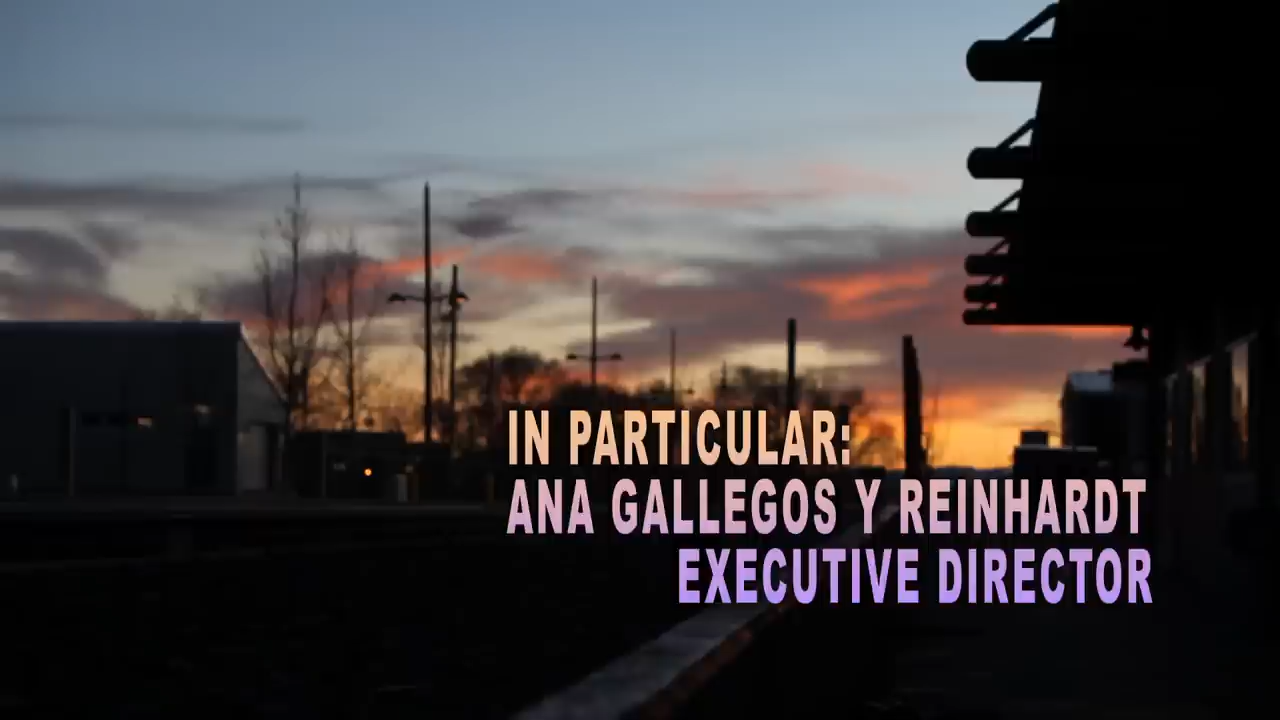 IN PARTICULAR:
ANA GALLEGOS Y REINHARDT
EXECUTIVE DIRECTOR